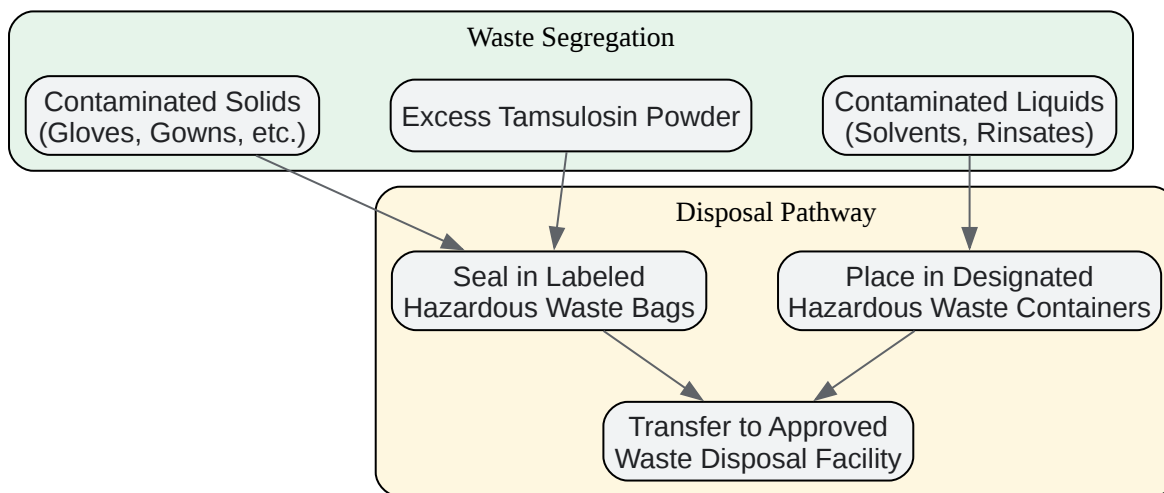 Waste Segregation
Contaminated Solids
(Gloves, Gowns, etc.)
Excess Tamsulosin Powder
Contaminated Liquids
(Solvents, Rinsates)
Disposal Pathway
Seal in Labeled
Hazardous Waste Bags
Place in Designated
Hazardous Waste Containers
Transfer to Approved
Waste Disposal Facility